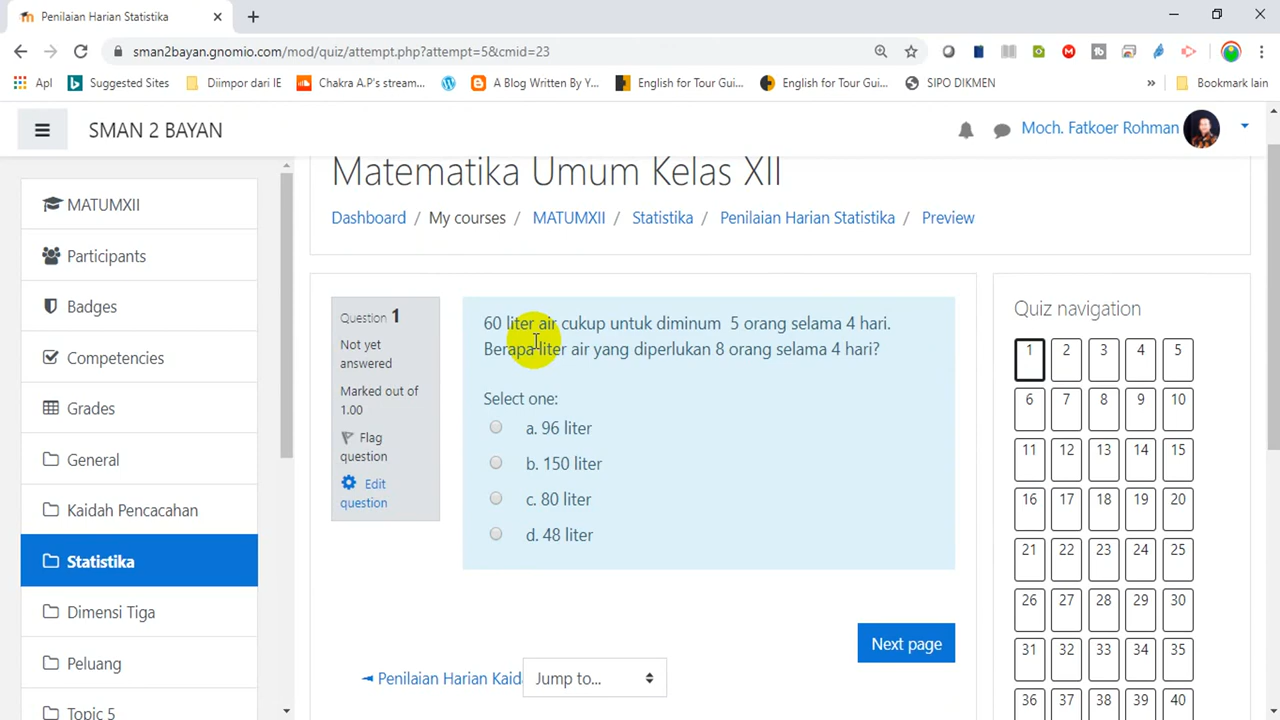 Penilaian Harian Statistika
sman2bayan.gnomio.com/mod/quiz/attempt.php?attempt=5&cmid=23
Apl
Suggested Sites
Diimpor dari IE
Chakra A.P's stream...
A Blog Written By Y...
English for Tour Gui...
English for Tour Gui...
SIPO DIKMEN
»
Bookmark lain
SMAN 2 BAYAN
Moch. Fatkoer Rohman
MATUMXII
Participants
Badges
Competencies
Grades
General
Kaidah Pencacahan
Statistika
Dimensi Tiga
Peluang
Topic 5
Matematika Umum Kelas XII
Dashboard / My courses / MATUMXII / Statistika / Penilaian Harian Statistika / Preview
Question 1
Not yet
answered
Marked out of
1.00
Flag
question
Edit
question
60 liter air cukup untuk diminum 5 orang selama 4 hari.
Berapa liter air yang diperlukan 8 orang selama 4 hari?
Select one:
a. 96 liter
b. 150 liter
c. 80 liter
d. 48 liter
Next page
◄ Penilaian Harian Kaid
Jump to...
Quiz navigation
1 2 3 4 5
6 7 8 9 10
11 12 13 14 15
16 17 18 19 20
21 22 23 24 25
26 27 28 29 30
31 32 33 34 35
36 37 38 39 40